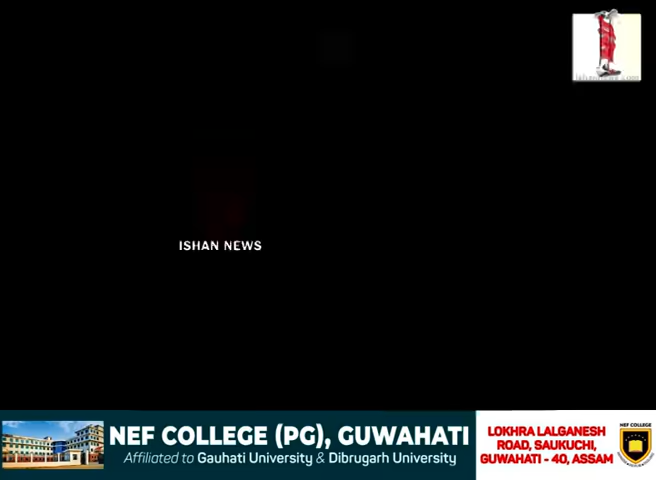 ISHAN NEWS
NEF COLLEGE (PG), GUWAHATI
Affiliated to Gauhati University & Dibrugarh University
LOKHRA LALGANESH
ROAD, SAUKUCHI,
GUWAHATI - 40, ASSAM
NEF COLLEGE